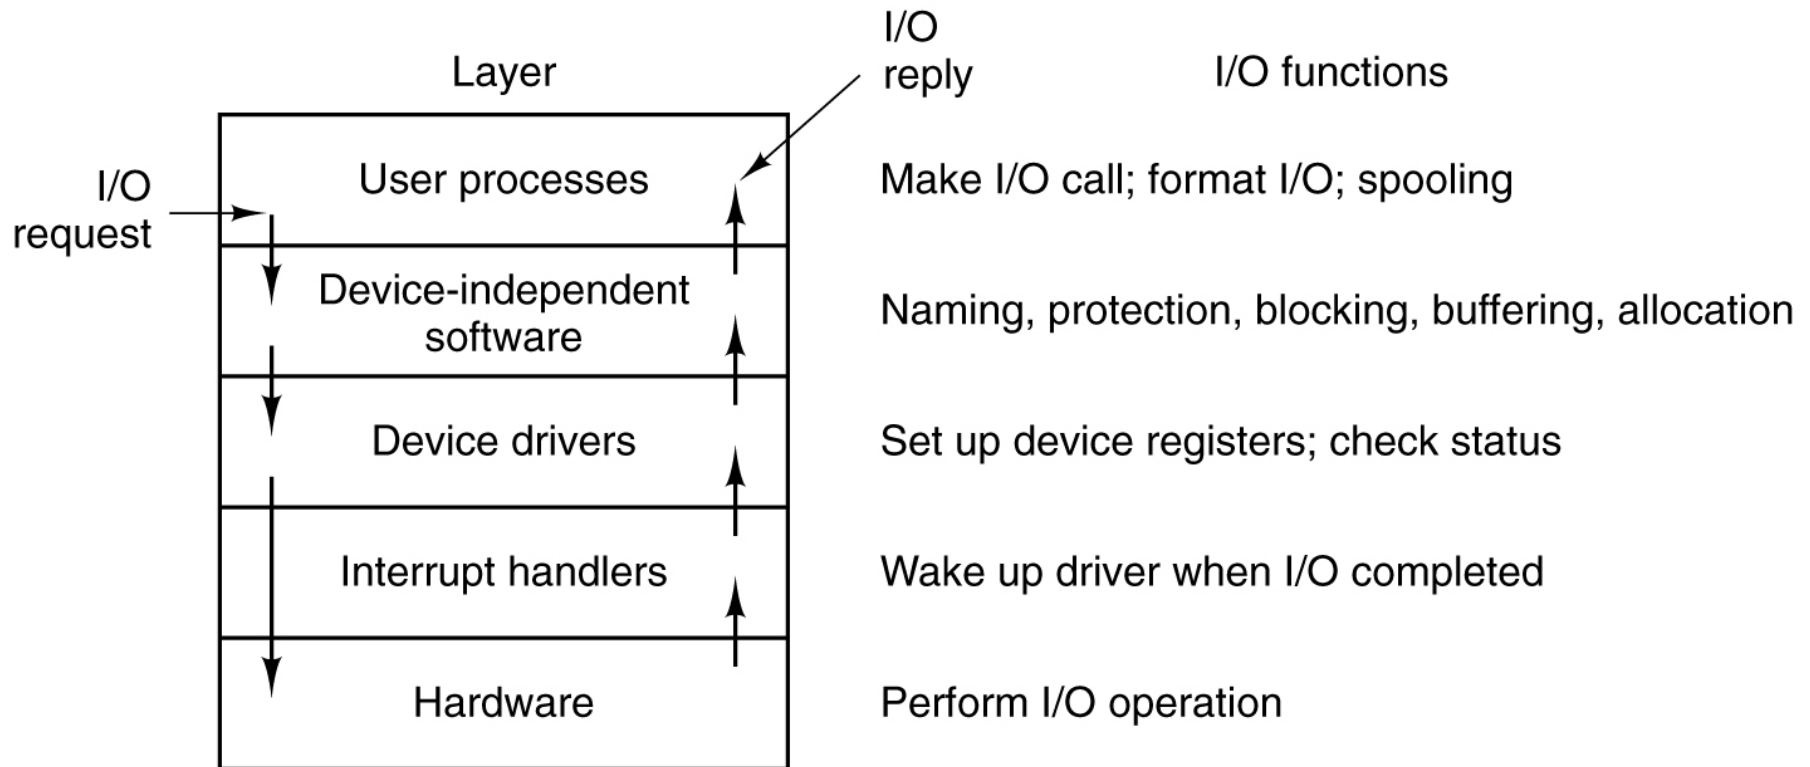 Layer
I/O
reply
I/O functions
I/O
request
User processes
Make I/O call; format I/O; spooling
Device-independent
software
Naming, protection, blocking, buffering, allocation
Device drivers
Set up device registers; check status
Interrupt handlers
Wake up driver when I/O completed
Hardware
Perform I/O operation